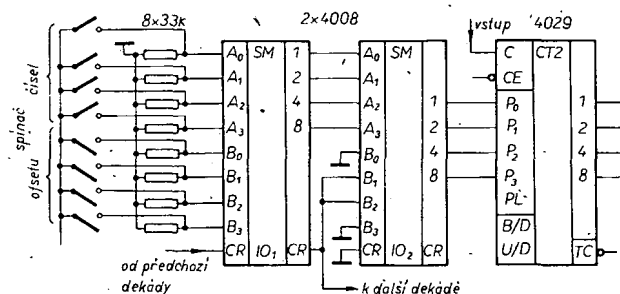 8×33k
2×4008
vstup
4029
spínač
čísel
ofsetu
A0 SM 1
A1 2
A2 4
A3 8
B0
B1
B2
B3
CR IO1 CR
A0 SM
A1
A2 1
A3 2
B0 4
B1 8
B2
B3
CR IO2 CR
C CT2
CE
P0 1
P1 2
P2 4
P3 8
PL
B/D
U/D TC
od předchozí
dekády
k další dekádě